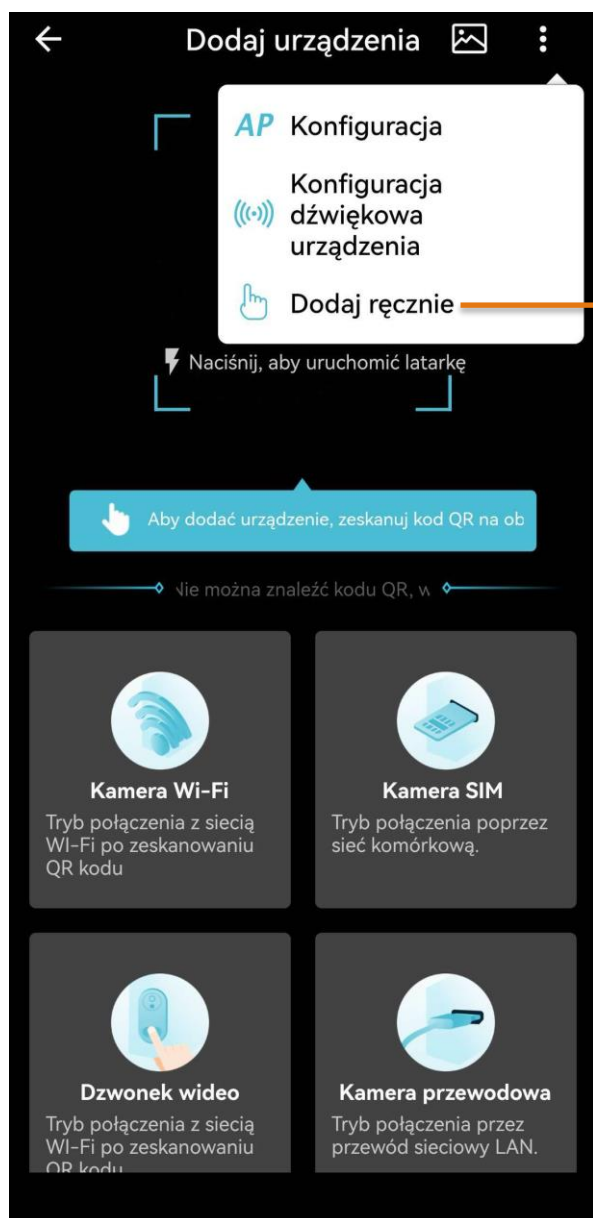 Dodaj urządzenia
AP Konfiguracja
Konfiguracja
dźwiękowa
urządzenia
Dodaj ręcznie
Naciśnij, aby uruchomić latarkę
Aby dodać urządzenie, zeskanuj kod QR na ob
Nie można znaleźć kodu QR, w
Kamera Wi-Fi
Tryb połączenia z siecią
WI-Fi po zeskanowaniu
QR kodu
Kamera SIM
Tryb połączenia poprzez
sieć komórkową.
Dzwonek wideo
Tryb połączenia z siecią
WI-Fi po zeskanowaniu
QR kodu
Kamera przewodowa
Tryb połączenia przez
przewód sieciowy LAN.